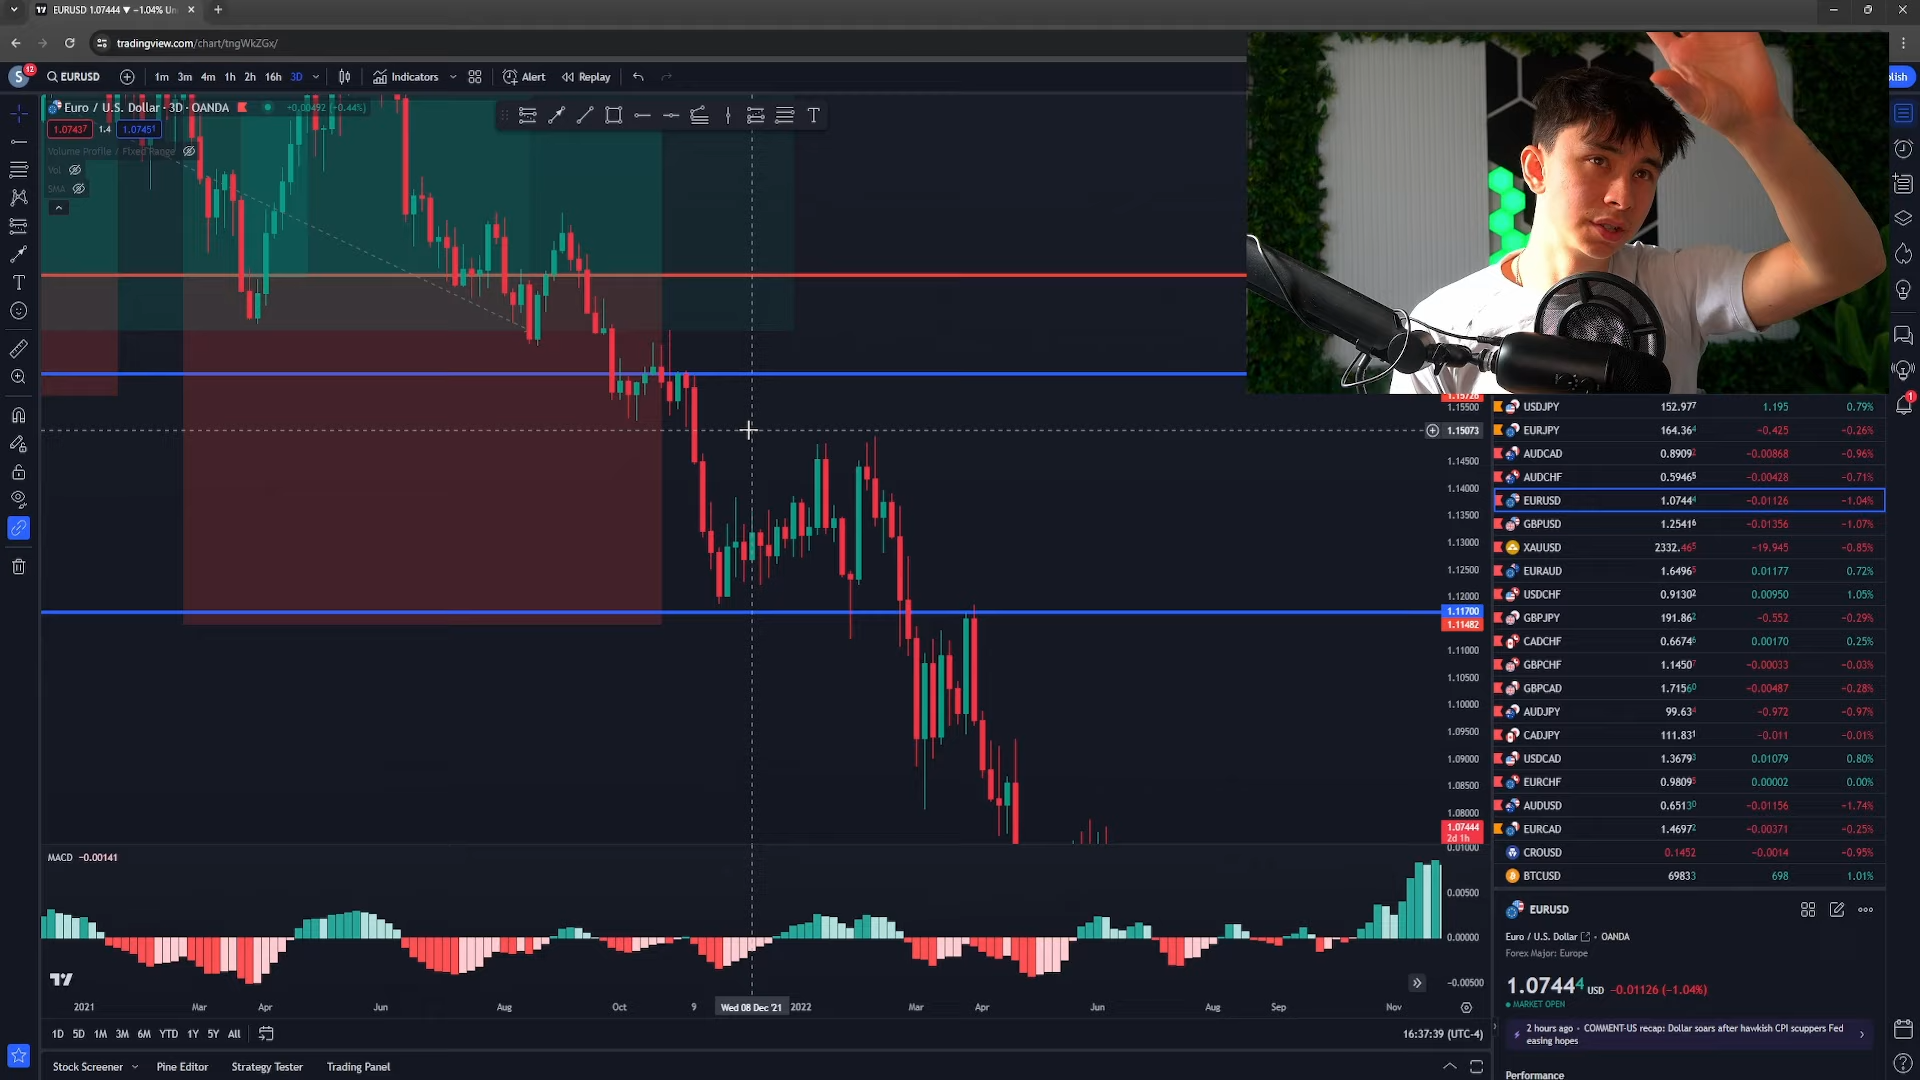 EURUSD 1.07444 ▼ −1.04% Un
tradingview.com/chart/tngWkZGx/
S 12 EURUSD 1m 3m 4m 1h 2h 16h 3D Indicators Alert Replay
lish
Euro / U.S. Dollar · 3D · OANDA +0.00492 (−0.44%)
1.07437 1.4 1.07451
Volume Profile / Fixed Range
Vol
SMA
T
1.15728
1.15500
1.15073
1.14500
1.14000
1.13500
1.13000
1.12500
1.12000
1.11700
1.11482
1.11000
1.10500
1.10000
1.09500
1.09000
1.08500
1.08000
1.07444
2d 1h
USDJPY 152.977 1.195 0.79%
EURJPY 164.364 −0.425 −0.26%
AUDCAD 0.89092 −0.00868 −0.96%
AUDCHF 0.59465 −0.00428 −0.71%
EURUSD 1.07444 −0.01126 −1.04%
GBPUSD 1.25416 −0.01356 −1.07%
XAUUSD 2332.465 −19.945 −0.85%
EURAUD 1.64965 0.01177 0.72%
USDCHF 0.91302 0.00950 1.05%
GBPJPY 191.862 −0.552 −0.29%
CADCHF 0.66746 0.00170 0.25%
GBPCHF 1.14507 −0.00033 −0.03%
GBPCAD 1.71560 −0.00487 −0.28%
AUDJPY 99.634 −0.972 −0.97%
CADJPY 111.831 −0.011 −0.01%
USDCAD 1.36793 0.01079 0.80%
EURCHF 0.98095 0.00002 0.00%
AUDUSD 0.65130 −0.01156 −1.74%
EURCAD 1.46972 −0.00371 −0.25%
CROUSD 0.1452 −0.0014 −0.95%
BTCUSD 69833 698 1.01%
MACD −0.00141
0.01000
0.00500
0.00000
−0.00500
2021 Mar Apr Jun Aug Oct 9 Wed 08 Dec '21 2022 Mar Apr Jun Aug Sep Nov
1D 5D 1M 3M 6M YTD 1Y 5Y All
16:37:39 (UTC-4)
Stock Screener Pine Editor Strategy Tester Trading Panel
EURUSD
Euro / U.S. Dollar · OANDA
Forex Major: Europe
1.07444 USD −0.01126 (−1.04%)
MARKET OPEN
2 hours ago · COMMENT-US recap: Dollar soars after hawkish CPI scuppers Fed
easing hopes
Performance
1